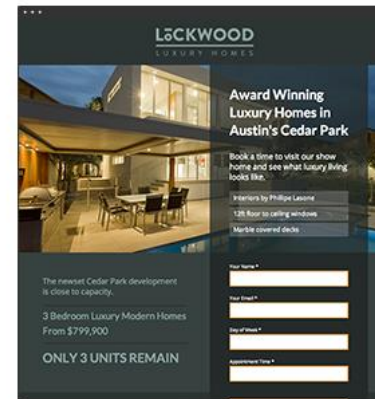 LOCKWOOD
LUXURY HOMES
Award Winning
Luxury Homes in
Austin's Cedar Park
Book a time to visit our show
home and see what luxury living
looks like.
Interiors by Phillipe Lasone
12ft floor to ceiling windows
Marble covered decks
The newset Cedar Park development
is close to capacity.
3 Bedroom Luxury Modern Homes
From $799,900
ONLY 3 UNITS REMAIN
Your Name *
Your Email *
Day of Week *
Appointment Time *